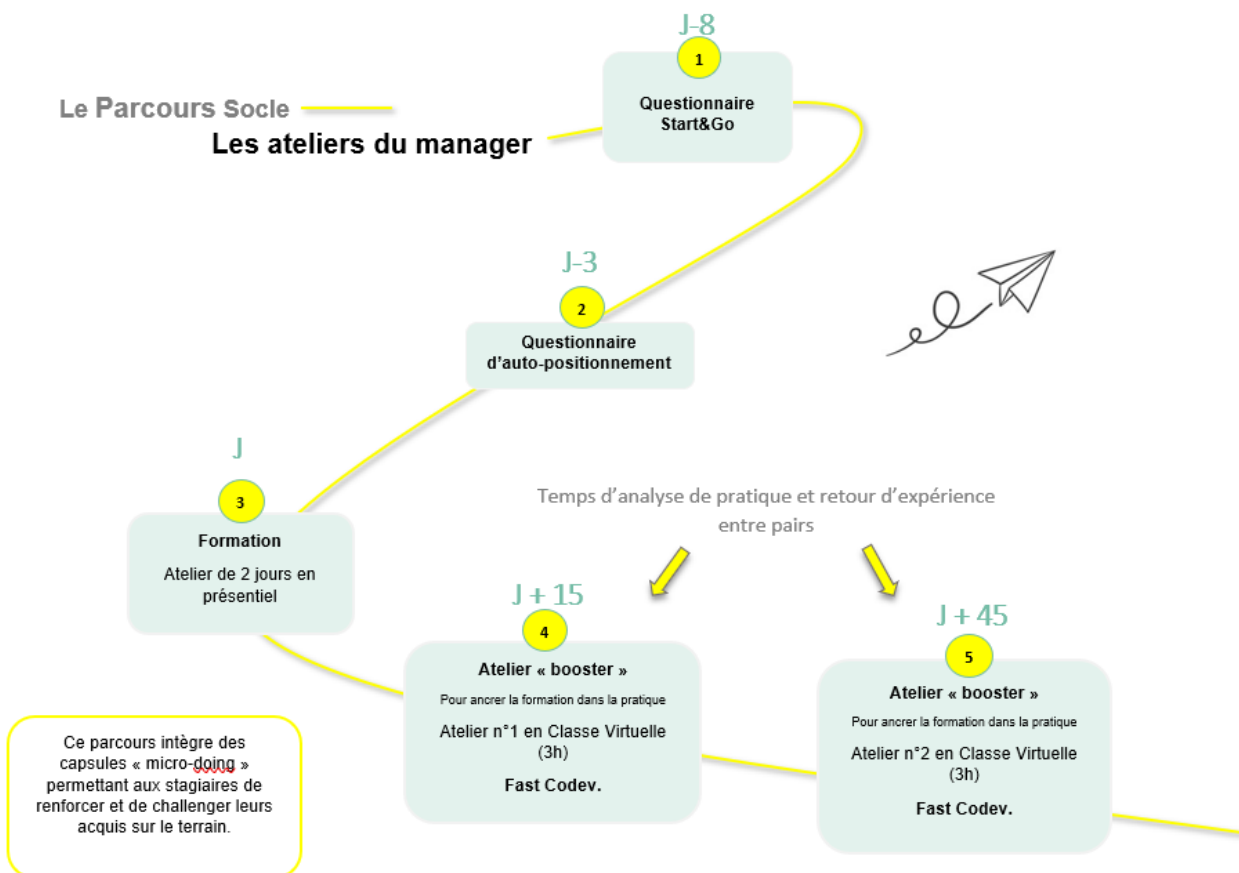 J-8
1
Questionnaire
Start&Go
Le Parcours Socle
Les ateliers du manager
J-3
2
Questionnaire
d'auto-positionnement
J
3
Formation
Atelier de 2 jours en
présentiel
Temps d'analyse de pratique et retour d'expérience
entre pairs
J + 15
4
Atelier « booster »
Pour ancrer la formation dans la pratique
Atelier n°1 en Classe Virtuelle
(3h)
Fast Codev.
J + 45
5
Atelier « booster »
Pour ancrer la formation dans la pratique
Atelier n°2 en Classe Virtuelle
(3h)
Fast Codev.
Ce parcours intègre des
capsules « micro-doing »
permettant aux stagiaires de
renforcer et de challenger leurs
acquis sur le terrain.